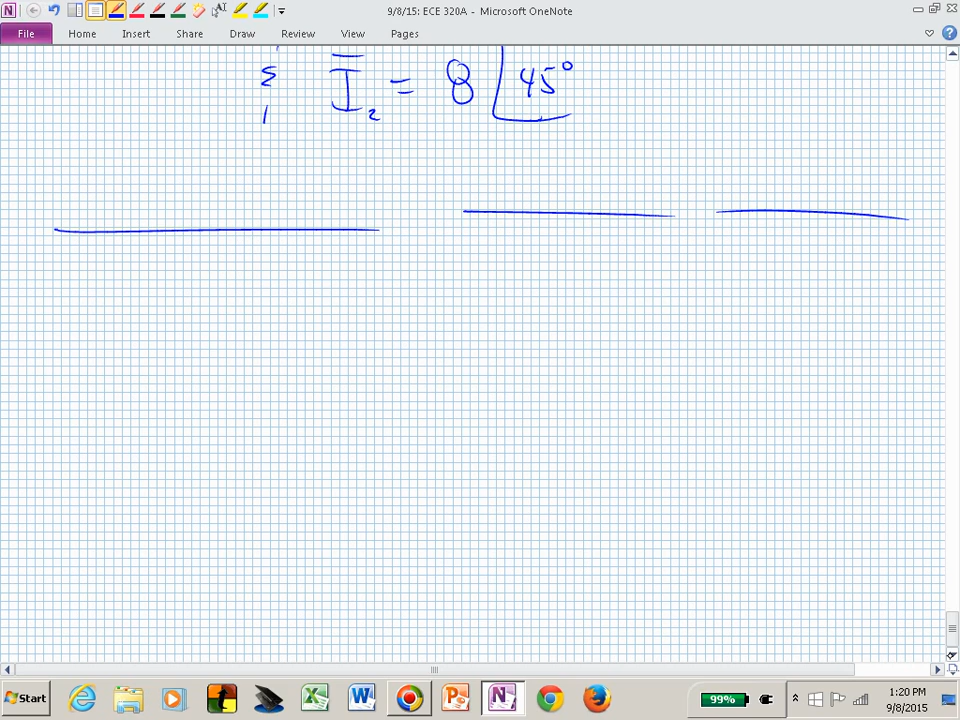 9/8/15: ECE 320A - Microsoft OneNote
File Home Insert Share Draw Review View Pages
I̅₂ = 8 ∠45°
99% 1:20 PM
9/8/2015
Start